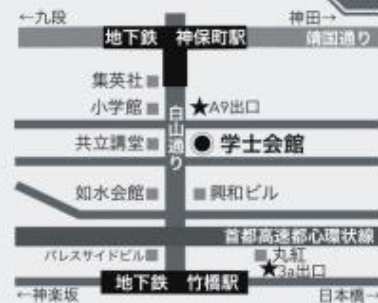 ←九段
神田→
地下鉄 神保町駅
靖国通り
集英社
小学館
★A9出口
白山通り
共立講堂
学士会館
如水会館
興和ビル
首都高速都心環状線
パレスサイドビル
丸紅
★3a出口
地下鉄 竹橋駅
←神楽坂
日本橋→